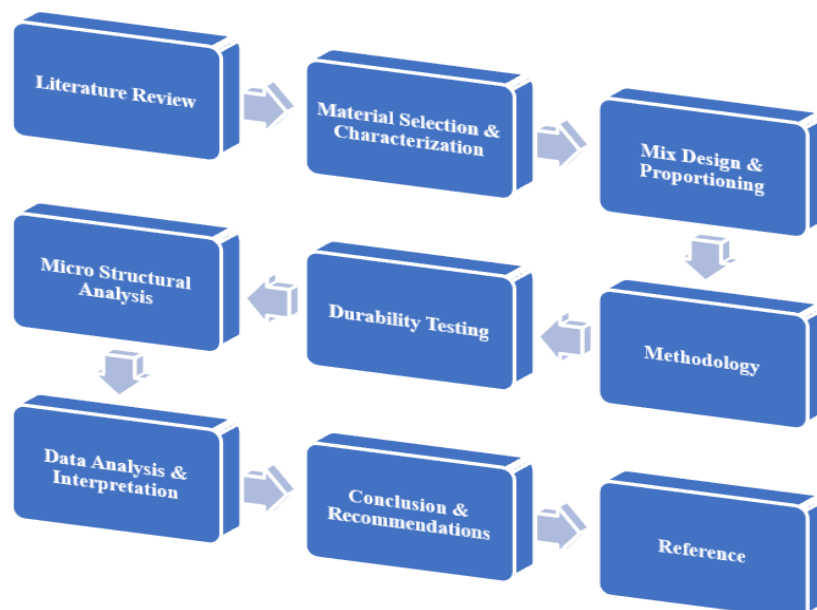 Literature Review
Material Selection &
Characterization
Mix Design &
Proportioning
Methodology
Durability Testing
Micro Structural
Analysis
Data Analysis &
Interpretation
Conclusion &
Recommendations
Reference